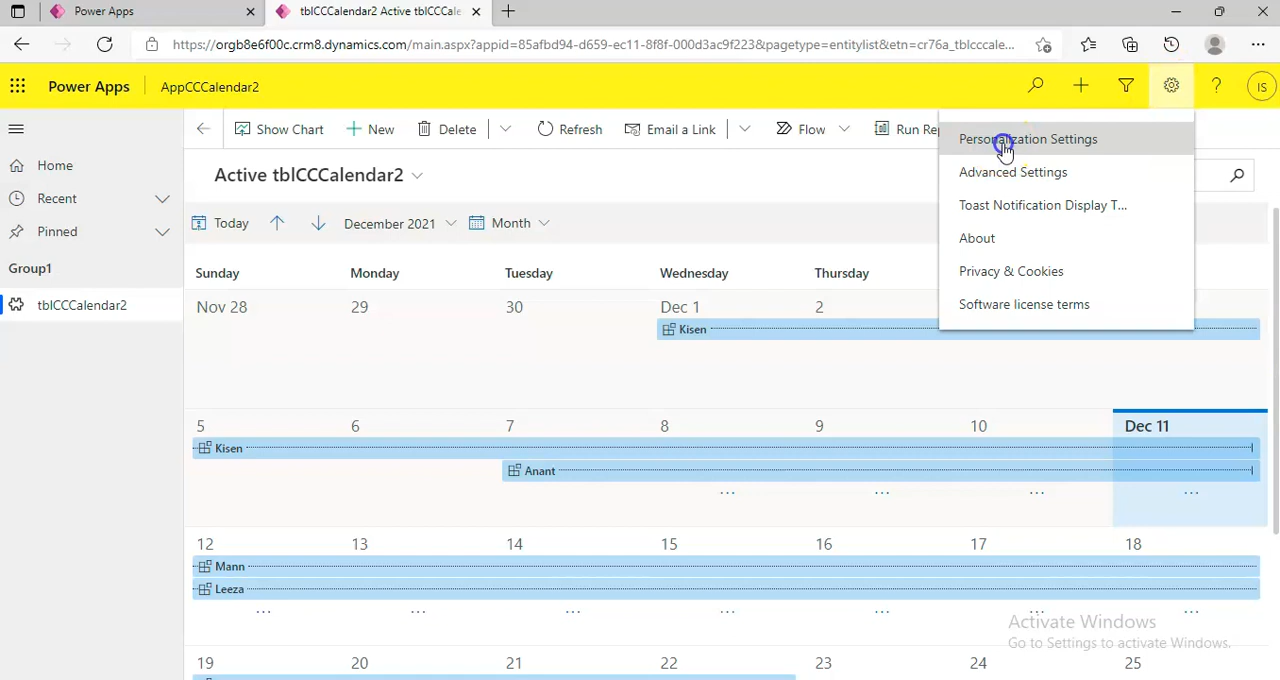 Power Apps
tblCCCalendar2 Active tblCCCale
https://orgb8e6f00c.crm8.dynamics.com/main.aspx?appid=85afbd94-d659-ec11-8f8f-000d3ac9f223&pagetype=entitylist&etn=cr76a_tblcccale...
Power Apps AppCCCalendar2
IS
Show Chart New Delete Refresh Email a Link Flow Run Rep
Personalization Settings
Advanced Settings
Toast Notification Display T...
About
Privacy & Cookies
Software license terms
Home
Recent
Pinned
Group1
tblCCCalendar2
Active tblCCCalendar2
Today December 2021 Month
Sunday Monday Tuesday Wednesday Thursday
Nov 28 29 30 Dec 1 2
Kisen
5 6 7 8 9 10 Dec 11
Kisen
Anant
... ... ... ...
12 13 14 15 16 17 18
Mann
Leeza
... ... ... ... ... ... ...
Activate Windows
Go to Settings to activate Windows.
19 20 21 22 23 24 25